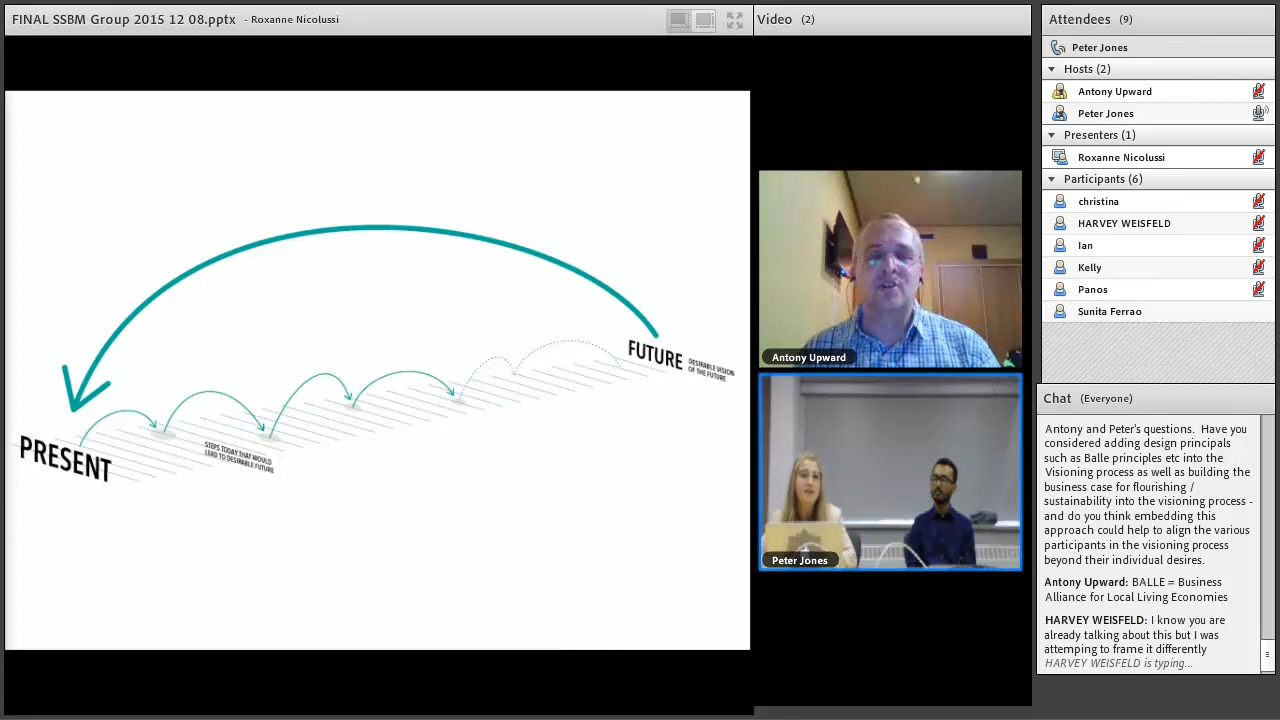 FINAL SSBM Group 2015 12 08.pptx - Roxanne Nicolussi
FUTURE
DESIRABLE VISION
OF THE FUTURE
PRESENT
STEPS TODAY THAT WOULD
LEAD TO DESIRABLE FUTURE
Video (2)
Antony Upward
Peter Jones
Attendees (9)
Peter Jones
Hosts (2)
Antony Upward
Peter Jones
Presenters (1)
Roxanne Nicolussi
Participants (6)
christina
HARVEY WEISFELD
Ian
Kelly
Panos
Sunita Ferrao
Chat (Everyone)
Antony and Peter's questions. Have you
considered adding design principals
such as Balle principles etc into the
Visioning process as well as building the
business case for flourishing /
sustainability into the visioning process -
and do you think embedding this
approach could help to align the various
participants in the visioning process
beyond their individual desires.
Antony Upward: BALLE = Business
Alliance for Local Living Economies
HARVEY WEISFELD: I know you are
already talking about this but I was
attemping to frame it differently
HARVEY WEISFELD is typing...